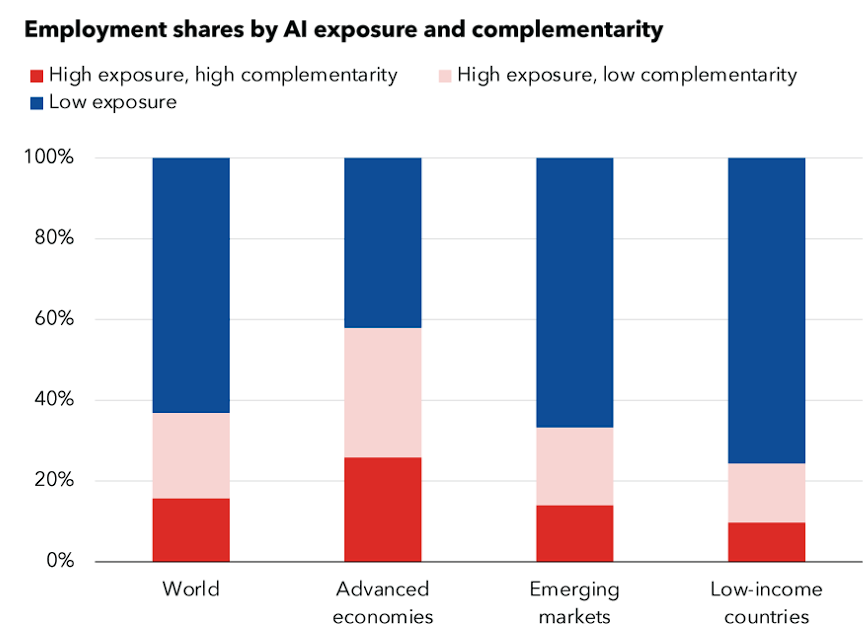 Employment shares by AI exposure and complementarity
High exposure, high complementarity
High exposure, low complementarity
Low exposure
100%
80%
60%
40%
20%
0%
World
Advanced
economies
Emerging
markets
Low-income
countries